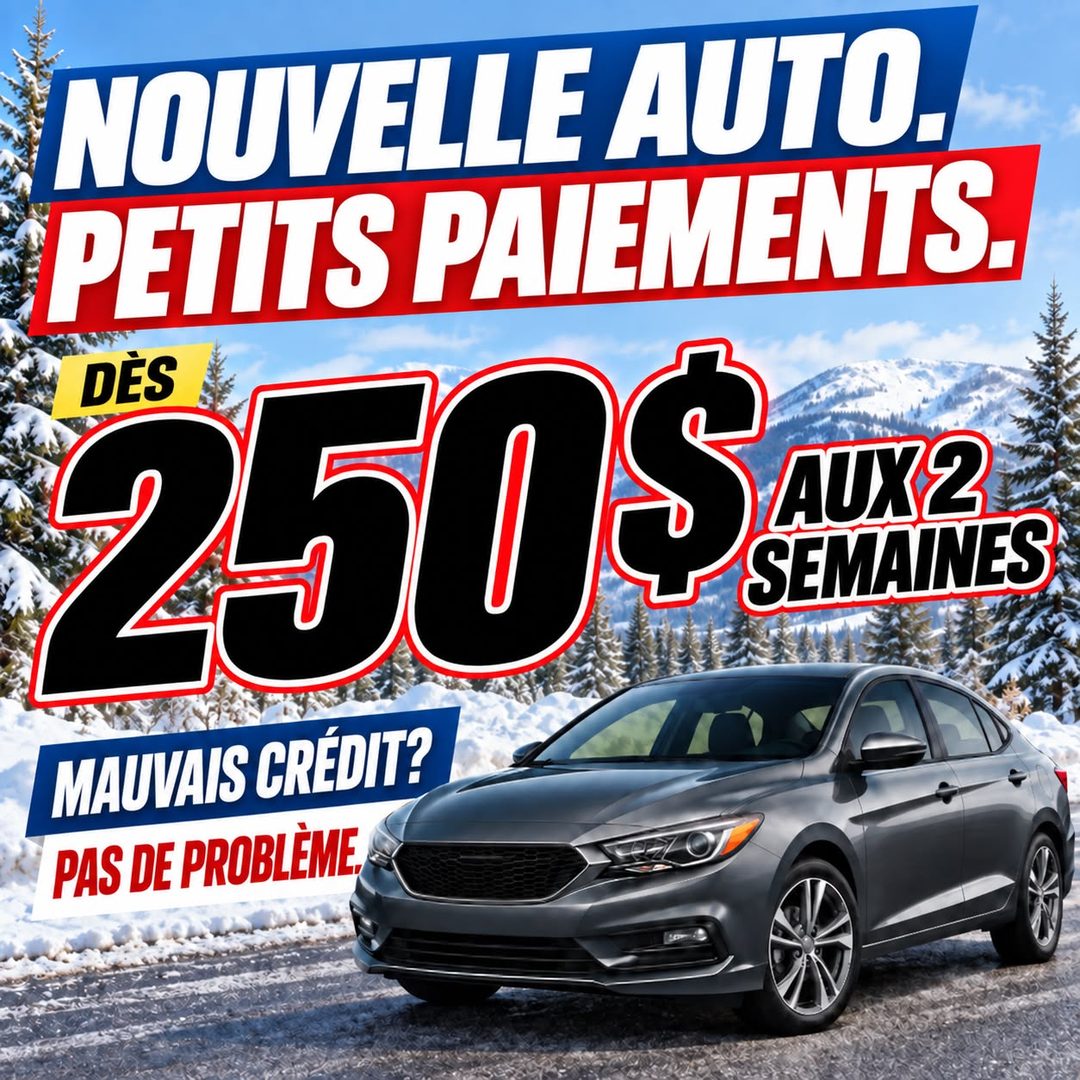 NOUVELLE AUTO.
PETITS PAIEMENTS.
DÈS
250$
AUX 2
SEMAINES
MAUVAIS CRÉDIT?
PAS DE PROBLÈME.